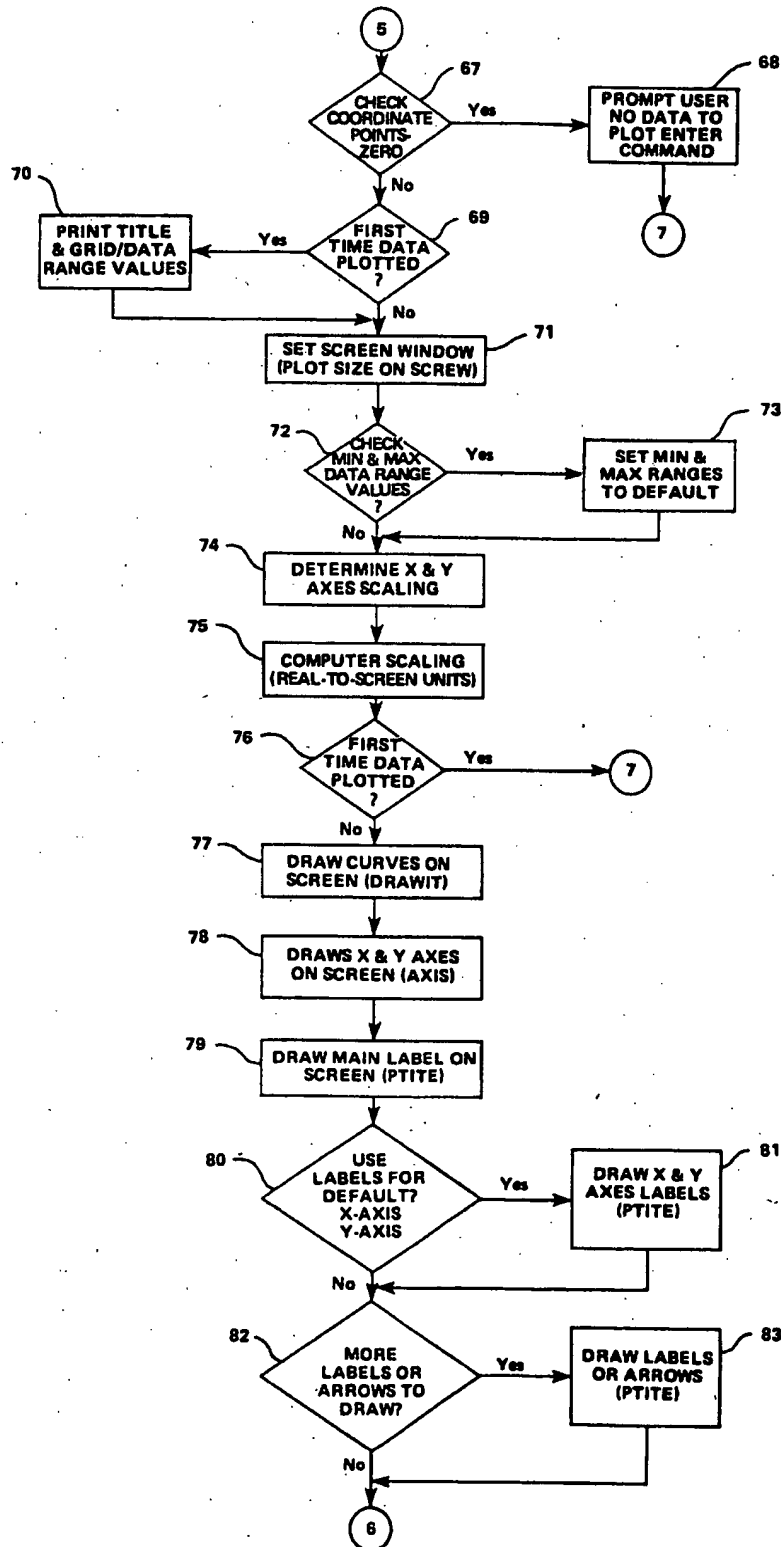 5
67
CHECK
COORDINATE
POINTS-
ZERO
Yes
68
PROMPT USER
NO DATA TO
PLOT ENTER
COMMAND
7
No
69
FIRST
TIME DATA
PLOTTED
?
Yes
70
PRINT TITLE
& GRID/DATA
RANGE VALUES
No
71
SET SCREEN WINDOW
(PLOT SIZE ON SCREW)
72
CHECK
MIN & MAX
DATA RANGE
VALUES
?
Yes
73
SET MIN &
MAX RANGES
TO DEFAULT
No
74
DETERMINE X & Y
AXES SCALING
75
COMPUTER SCALING
(REAL-TO-SCREEN UNITS)
76
FIRST
TIME DATA
PLOTTED
?
Yes
7
No
77
DRAW CURVES ON
SCREEN (DRAWIT)
78
DRAWS X & Y AXES
ON SCREEN (AXIS)
79
DRAW MAIN LABEL ON
SCREEN (PTITE)
80
USE
LABELS FOR
DEFAULT?
X-AXIS
Y-AXIS
Yes
81
DRAW X & Y
AXES LABELS
(PTITE)
No
82
MORE
LABELS OR
ARROWS TO
DRAW?
Yes
83
DRAW LABELS
OR ARROWS
(PTITE)
No
6